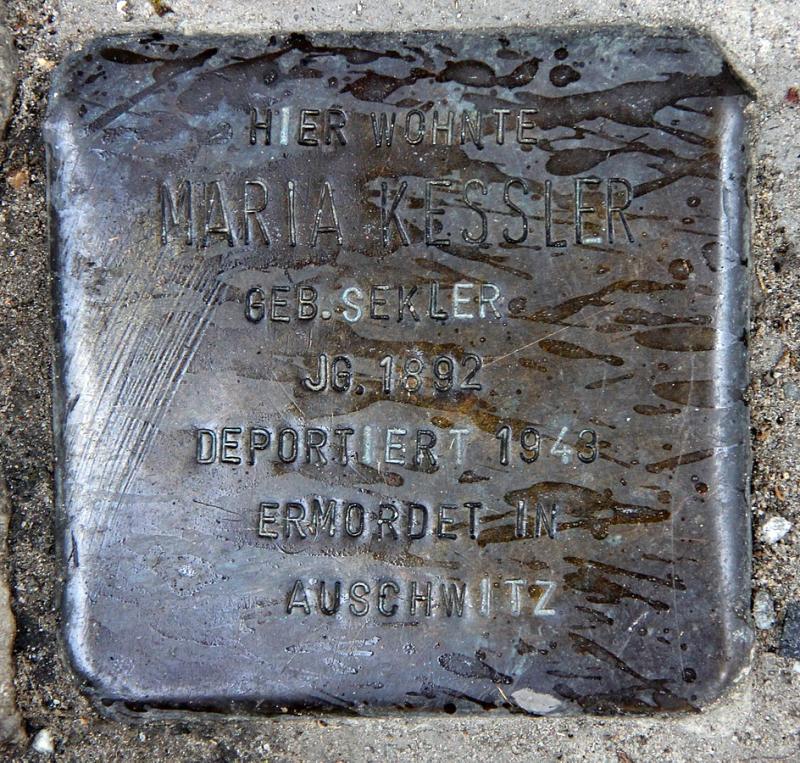 HIER WOHNTE
MARIA KESSLER
GEB. SEKLER
JG. 1892
DEPORTIERT 1943
ERMORDET IN
AUSCHWITZ